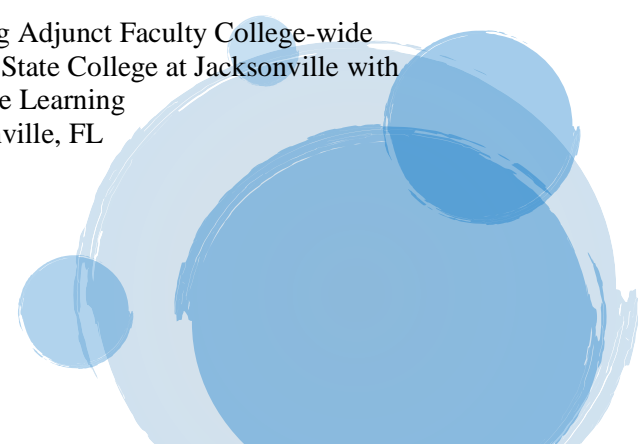 g Adjunct Faculty College-wide
State College at Jacksonville with
e Learning
ville, FL